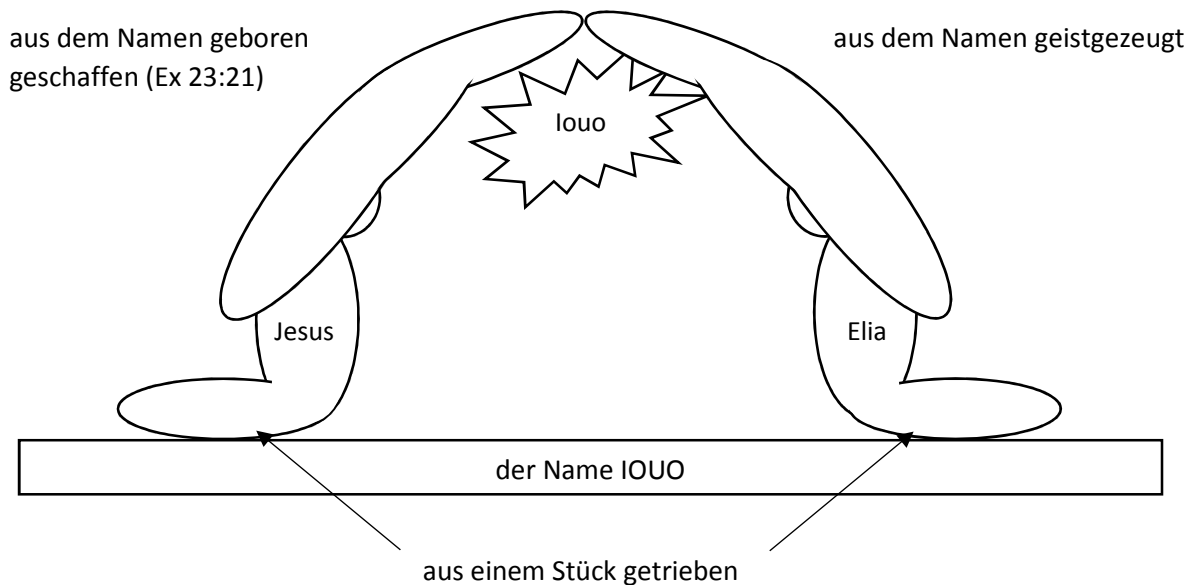 aus dem Namen geboren
geschaffen (Ex 23:21)
aus dem Namen geistgezeugt
Iouo
Jesus
Elia
der Name IOUO
aus einem Stück getrieben